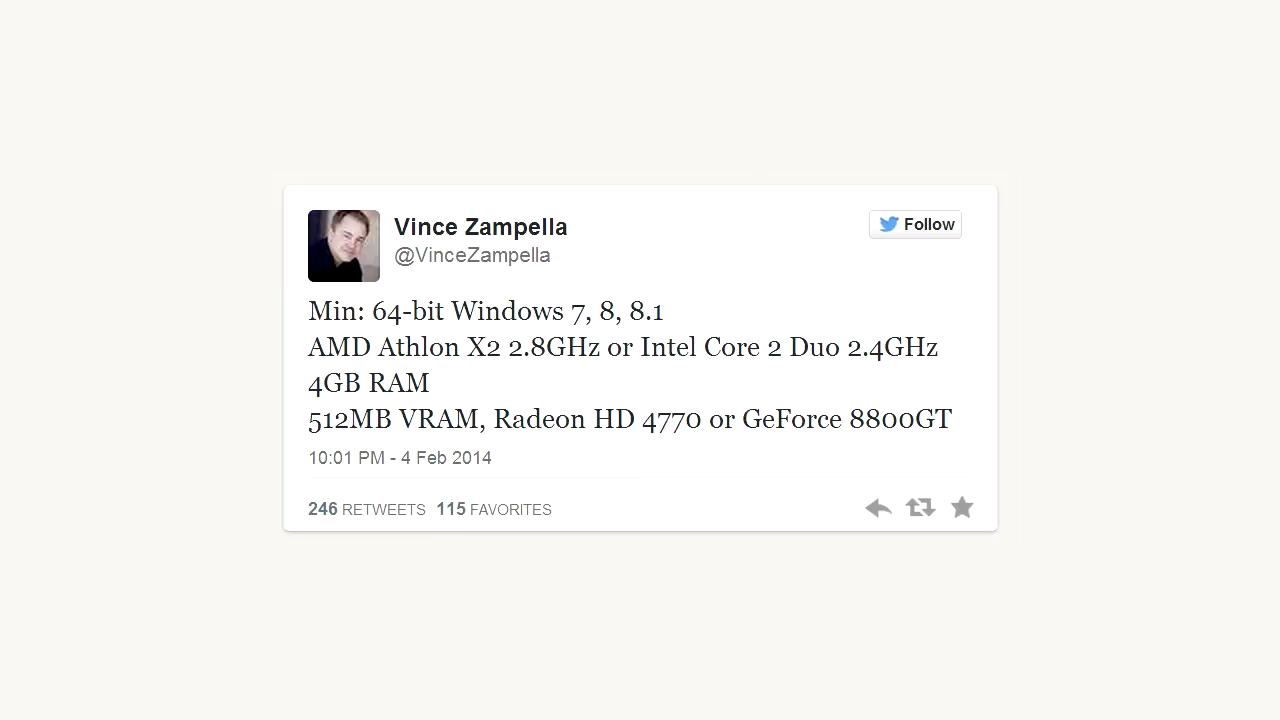 Vince Zampella
Follow
@VinceZampella
Min: 64-bit Windows 7, 8, 8.1
AMD Athlon X2 2.8GHz or Intel Core 2 Duo 2.4GHz
4GB RAM
512MB VRAM, Radeon HD 4770 or GeForce 8800GT
10:01 PM - 4 Feb 2014
246 RETWEETS 115 FAVORITES